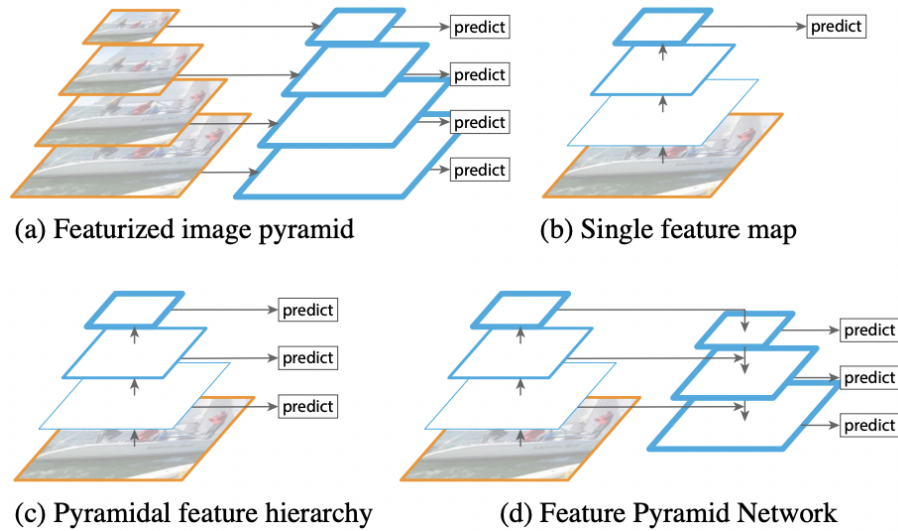 predict
predict
predict
predict
predict
(a) Featurized image pyramid
(b) Single feature map
predict
predict
predict
predict
predict
predict
(c) Pyramidal feature hierarchy
(d) Feature Pyramid Network